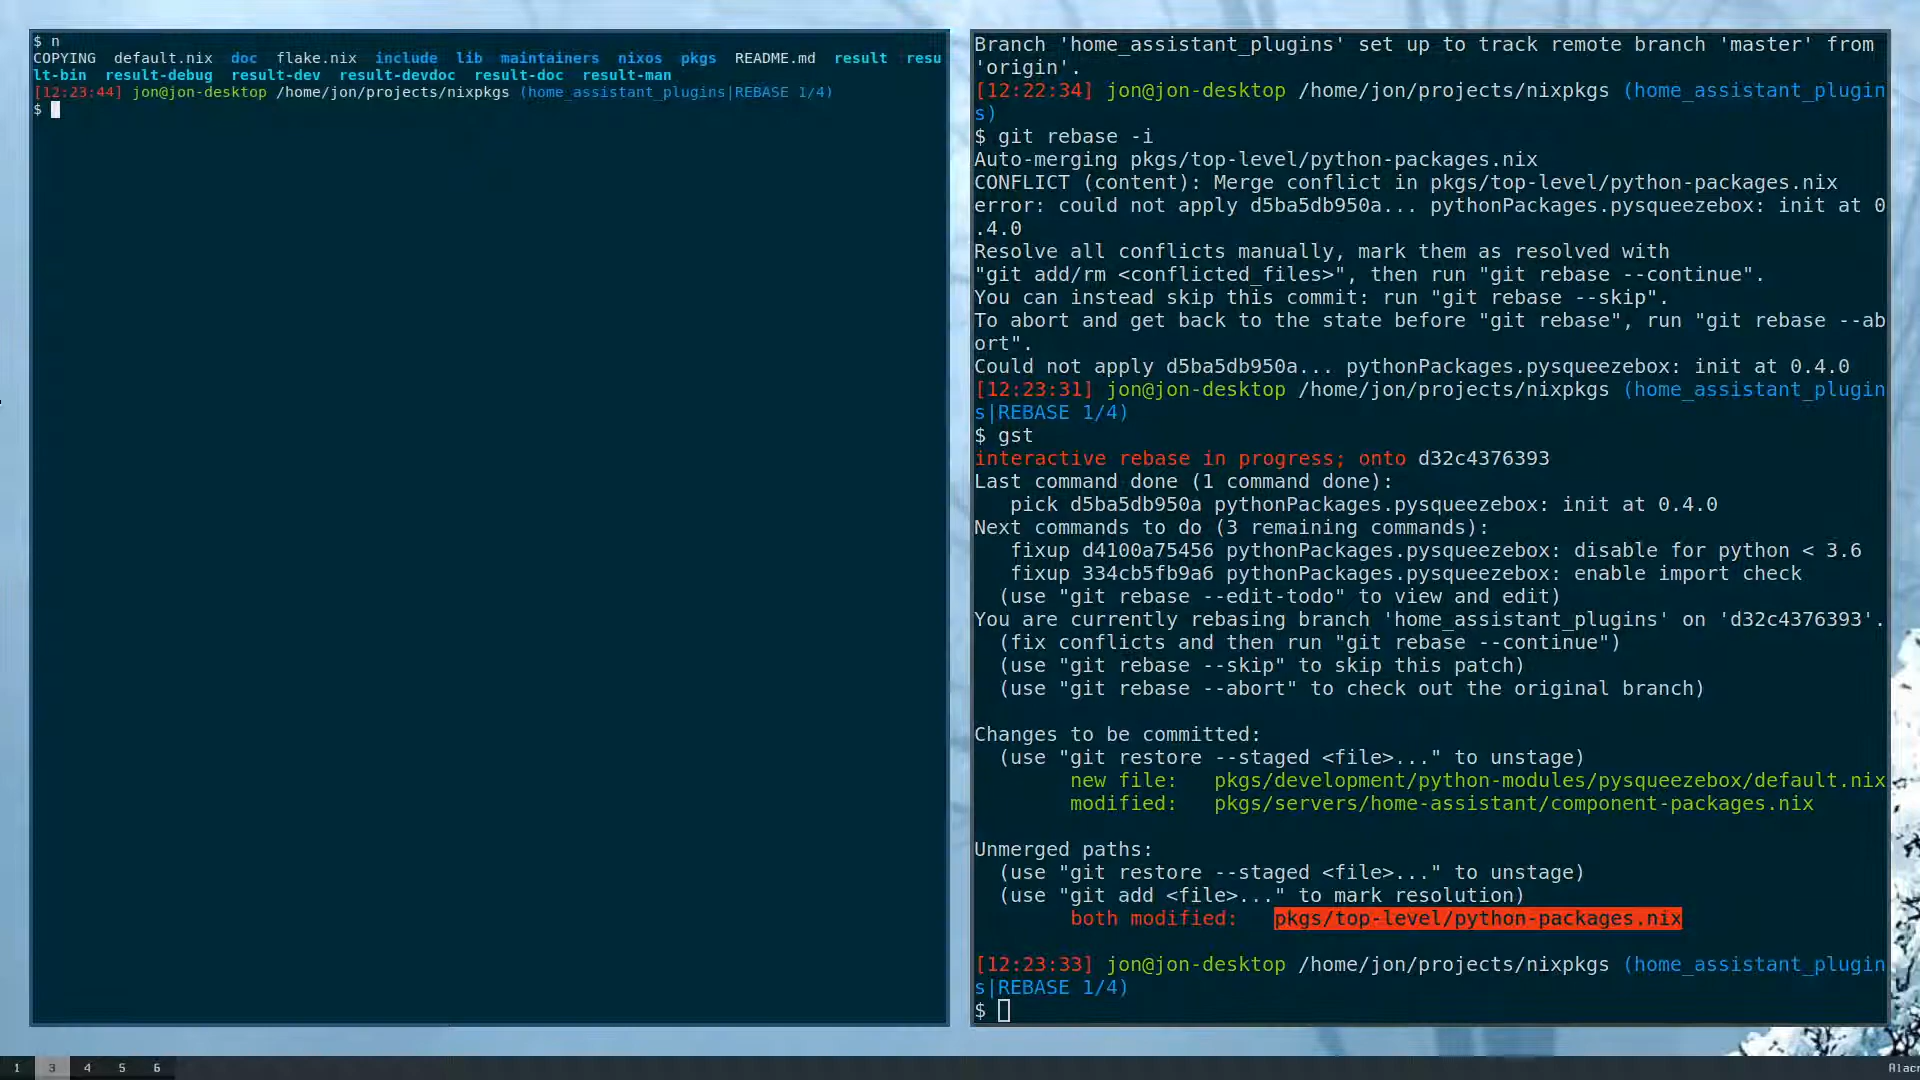 $ n
COPYING default.nix doc flake.nix include lib maintainers nixos pkgs README.md result resu
lt-bin result-debug result-dev result-devdoc result-doc result-man
[12:23:44] jon@jon-desktop /home/jon/projects/nixpkgs (home_assistant_plugins|REBASE 1/4)
$
Branch 'home_assistant_plugins' set up to track remote branch 'master' from
'origin'.
[12:22:34] jon@jon-desktop /home/jon/projects/nixpkgs (home_assistant_plugin
s)
$ git rebase -i
Auto-merging pkgs/top-level/python-packages.nix
CONFLICT (content): Merge conflict in pkgs/top-level/python-packages.nix
error: could not apply d5ba5db950a... pythonPackages.pysqueezebox: init at 0
.4.0
Resolve all conflicts manually, mark them as resolved with
"git add/rm <conflicted_files>", then run "git rebase --continue".
You can instead skip this commit: run "git rebase --skip".
To abort and get back to the state before "git rebase", run "git rebase --ab
ort".
Could not apply d5ba5db950a... pythonPackages.pysqueezebox: init at 0.4.0
[12:23:31] jon@jon-desktop /home/jon/projects/nixpkgs (home_assistant_plugin
s|REBASE 1/4)
$ gst
interactive rebase in progress; onto d32c4376393
Last command done (1 command done):
pick d5ba5db950a pythonPackages.pysqueezebox: init at 0.4.0
Next commands to do (3 remaining commands):
fixup d4100a75456 pythonPackages.pysqueezebox: disable for python < 3.6
fixup 334cb5fb9a6 pythonPackages.pysqueezebox: enable import check
(use "git rebase --edit-todo" to view and edit)
You are currently rebasing branch 'home_assistant_plugins' on 'd32c4376393'.
(fix conflicts and then run "git rebase --continue")
(use "git rebase --skip" to skip this patch)
(use "git rebase --abort" to check out the original branch)
Changes to be committed:
(use "git restore --staged <file>..." to unstage)
new file: pkgs/development/python-modules/pysqueezebox/default.nix
modified: pkgs/servers/home-assistant/component-packages.nix
Unmerged paths:
(use "git restore --staged <file>..." to unstage)
(use "git add <file>..." to mark resolution)
both modified: pkgs/top-level/python-packages.nix
[12:23:33] jon@jon-desktop /home/jon/projects/nixpkgs (home_assistant_plugin
s|REBASE 1/4)
$
1 3 4 5 6 Alacr